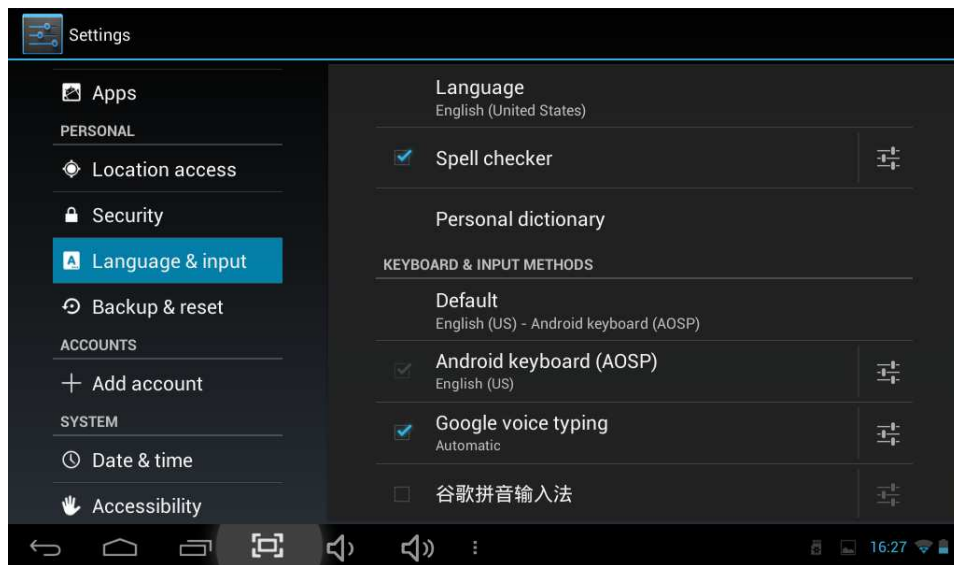 Settings
Apps
PERSONAL
Location access
Security
Language & input
Backup & reset
ACCOUNTS
Add account
SYSTEM
Date & time
Accessibility
Language
English (United States)
Spell checker
Personal dictionary
KEYBOARD & INPUT METHODS
Default
English (US) - Android keyboard (AOSP)
Android keyboard (AOSP)
English (US)
Google voice typing
Automatic
谷歌拼音输入法
16:27